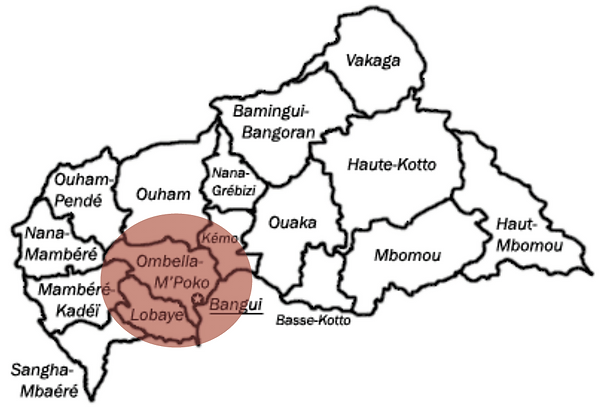 Vakaga
Bamingui-
Bangoran
Haute-Kotto
Nana-
Grébizi
Ouham-
Pendé
Ouham
Ouaka
Haut-
Mbomou
Nana-
Mambéré
Kémo
Mbomou
Ombella-
M'Poko
Mambéré-
Kadéï
Lobaye
Bangui
Basse-Kotto
Sangha-
Mbaéré